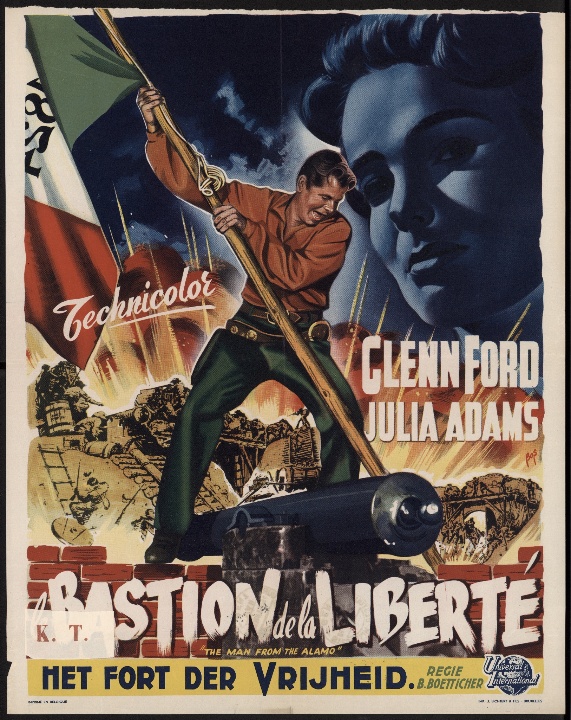 1824
Technicolor
GLENN FORD
JULIA ADAMS
le BASTION de la LIBERTÉ
K. T.
"THE MAN FROM THE ALAMO"
HET FORT DER VRIJHEID.
REGIE
B. BOETTICHER
Universal
International